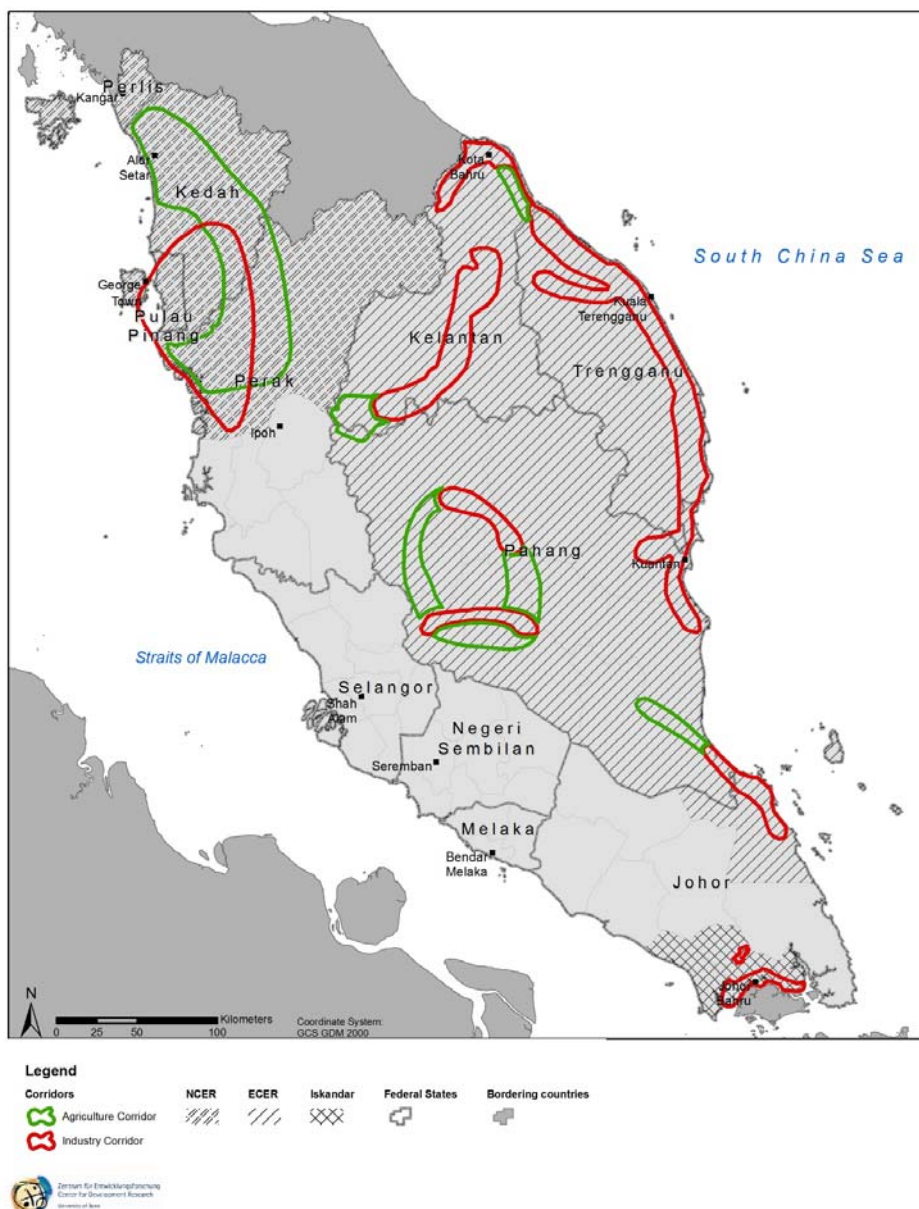 Perlis
Kangar
Alor
Setar
Kedah
Kota
Bahru
South China Sea
George
Town
Pulau
Pinang
Kuala
Terengganu
Kelantan
Trengganu
Perak
Ipoh
Pahang
Kuantan
Straits of Malacca
Selangor
Shah
Alam
Negeri
Sembilan
Seremban
Melaka
Bendar
Melaka
Johor
Johor
Bahru
N
Kilometers
0 25 50 100
Coordinate System:
GCS GDM 2000
Legend
Corridors NCER ECER Iskandar Federal States Bordering countries
Agriculture Corridor
Industry Corridor
Zentrum für Entwicklungsforschung
Center for Development Research
University of Bonn